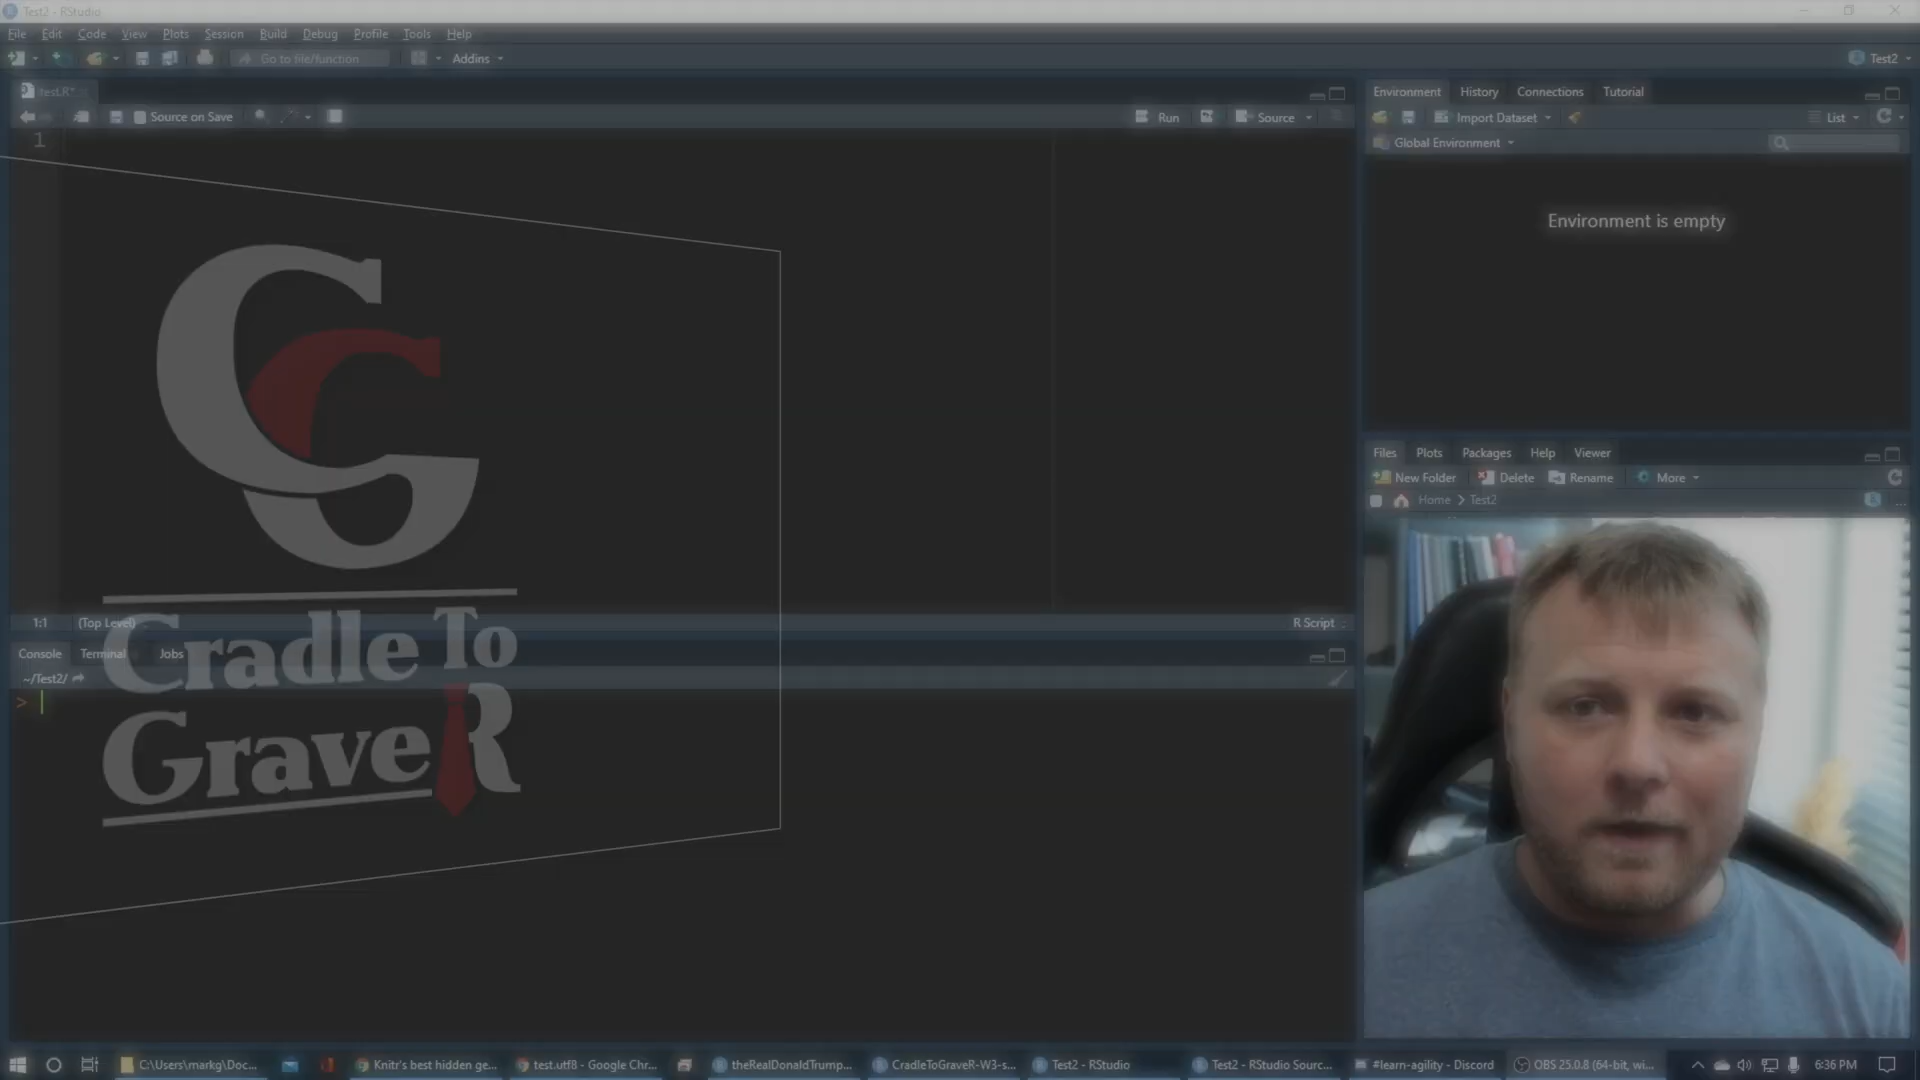 Test2 - RStudio
File Edit Code View Plots Session Build Debug Profile Tools Help
Go to file/function Addins Test2
test.R*
Source on Save Run Source
1
1:1 (Top Level) R Script
Console Terminal Jobs
~/Test2/
>
Cradle To
GraveR
Environment History Connections Tutorial
Import Dataset List
Global Environment
Environment is empty
Files Plots Packages Help Viewer
New Folder Delete Rename More
Home > Test2 ...
C:\Users\markg\Doc... Knitr's best hidden ge... test.utf8 - Google Chr... theRealDonaldTrump... CradleToGraveR-W3-s... Test2 - RStudio Test2 - RStudio Sourc... #learn-agility - Discord OBS 25.0.8 (64-bit, wi... 6:36 PM